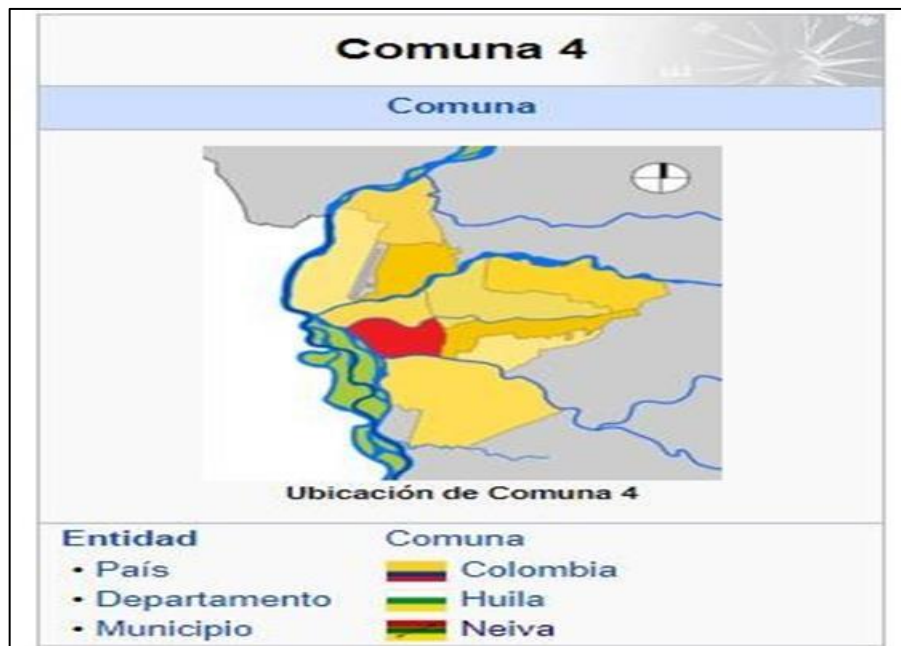 Comuna 4
Comuna
Ubicación de Comuna 4
Entidad Comuna
• País Colombia
• Departamento Huila
• Municipio Neiva